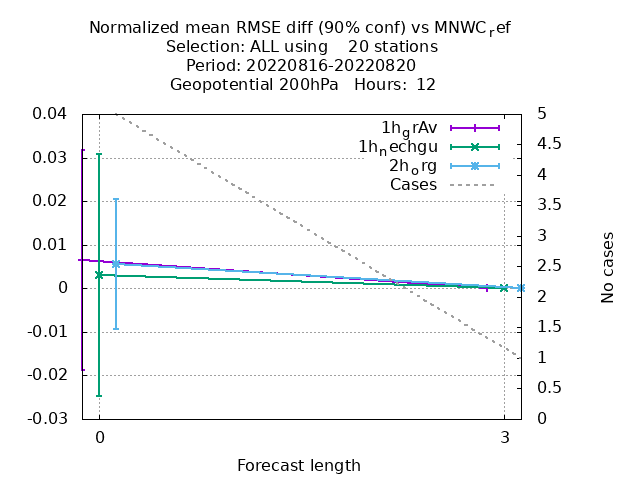 Normalized mean RMSE diff (90% conf) vs MNWC_ref
Selection: ALL using 20 stations
Period: 20220816-20220820
Geopotential 200hPa Hours: 12
0.04
0.03
0.02
0.01
0
-0.01
-0.02
-0.03
5
4.5
4
3.5
3
2.5
2
1.5
1
0.5
0
1h_grAv
1h_nechgu
2h_org
Cases
No cases
0 3
Forecast length